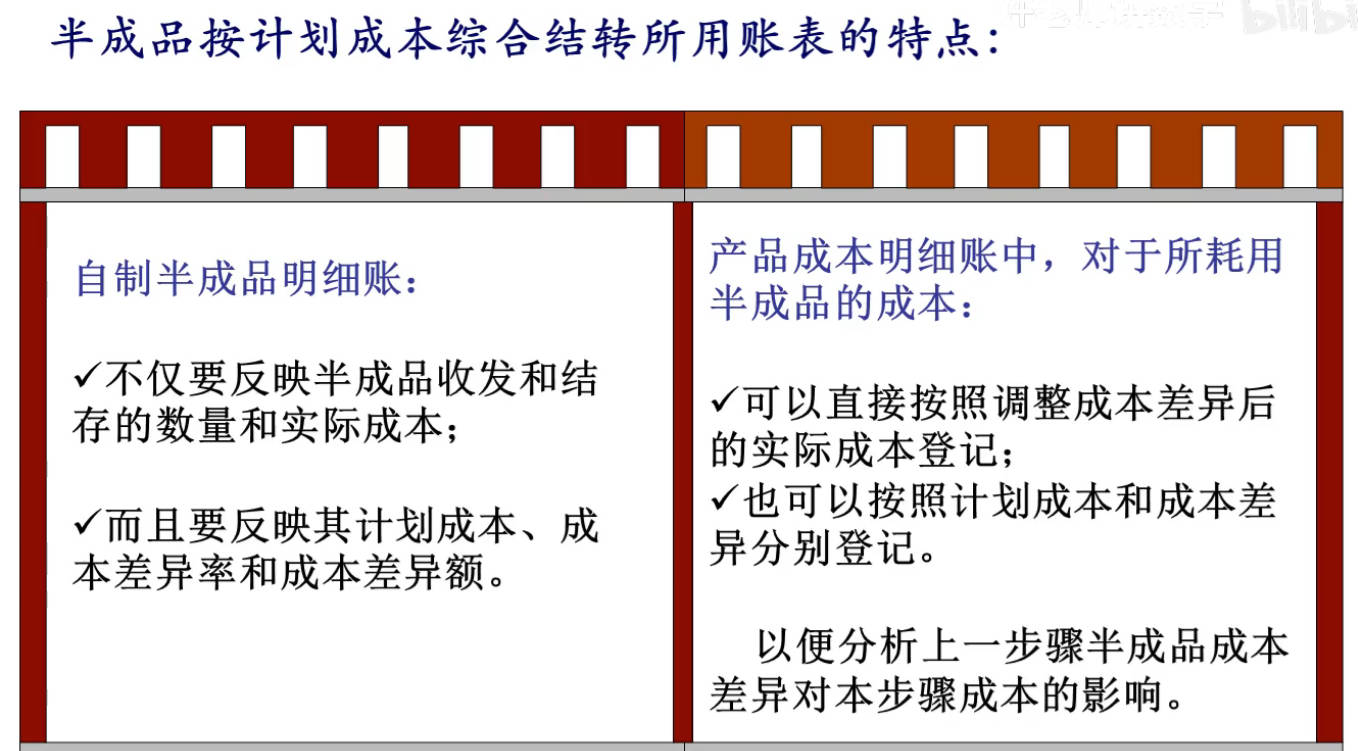 半成品按计划成本综合结转所用账表的特点:
bilibi
自制半成品明细账：
✓不仅要反映半成品收发和结
存的数量和实际成本；
✓而且要反映其计划成本、成
本差异率和成本差异额。
产品成本明细账中，对于所耗用
半成品的成本：
✓可以直接按照调整成本差异后
的实际成本登记；
✓也可以按照计划成本和成本差
异分别登记。
以便分析上一步骤半成品成本
差异对本步骤成本的影响。